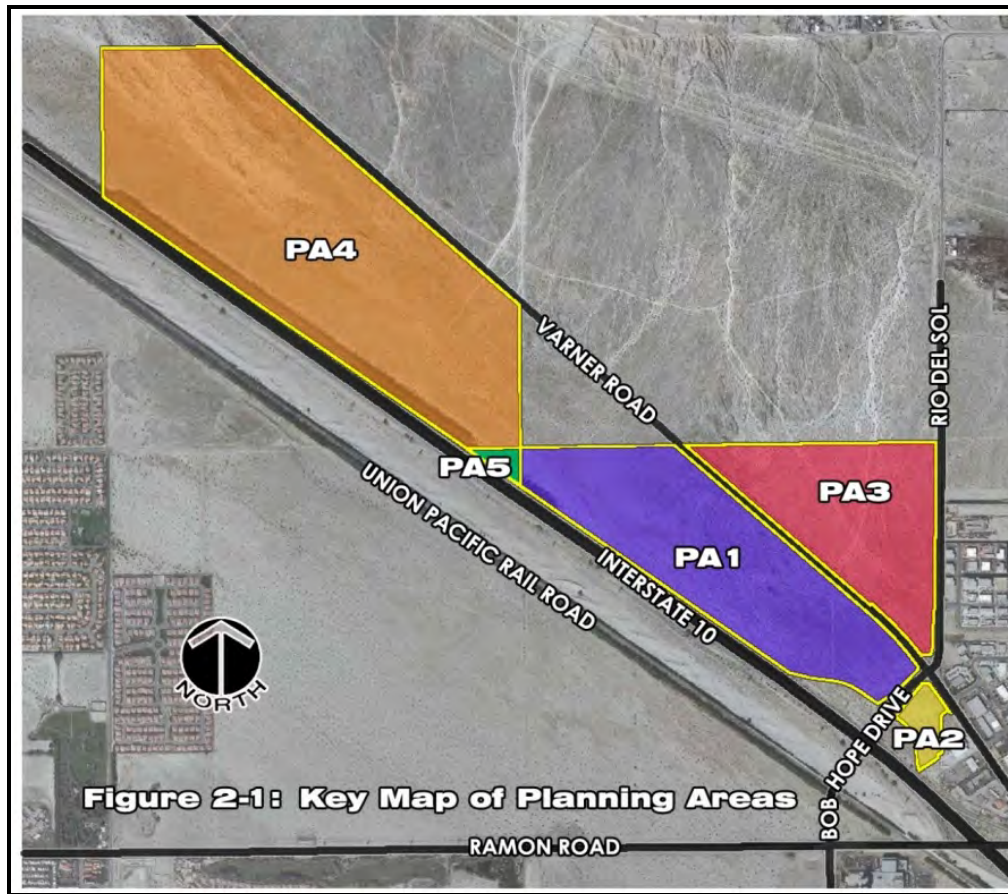 PA4
VARNER ROAD
RIO DEL SOL
PA5
PA3
UNION PACIFIC RAIL ROAD
PA1
INTERSTATE 10
NORTH
PA2
BOB HOPE DRIVE
Figure 2-1: Key Map of Planning Areas
RAMON ROAD